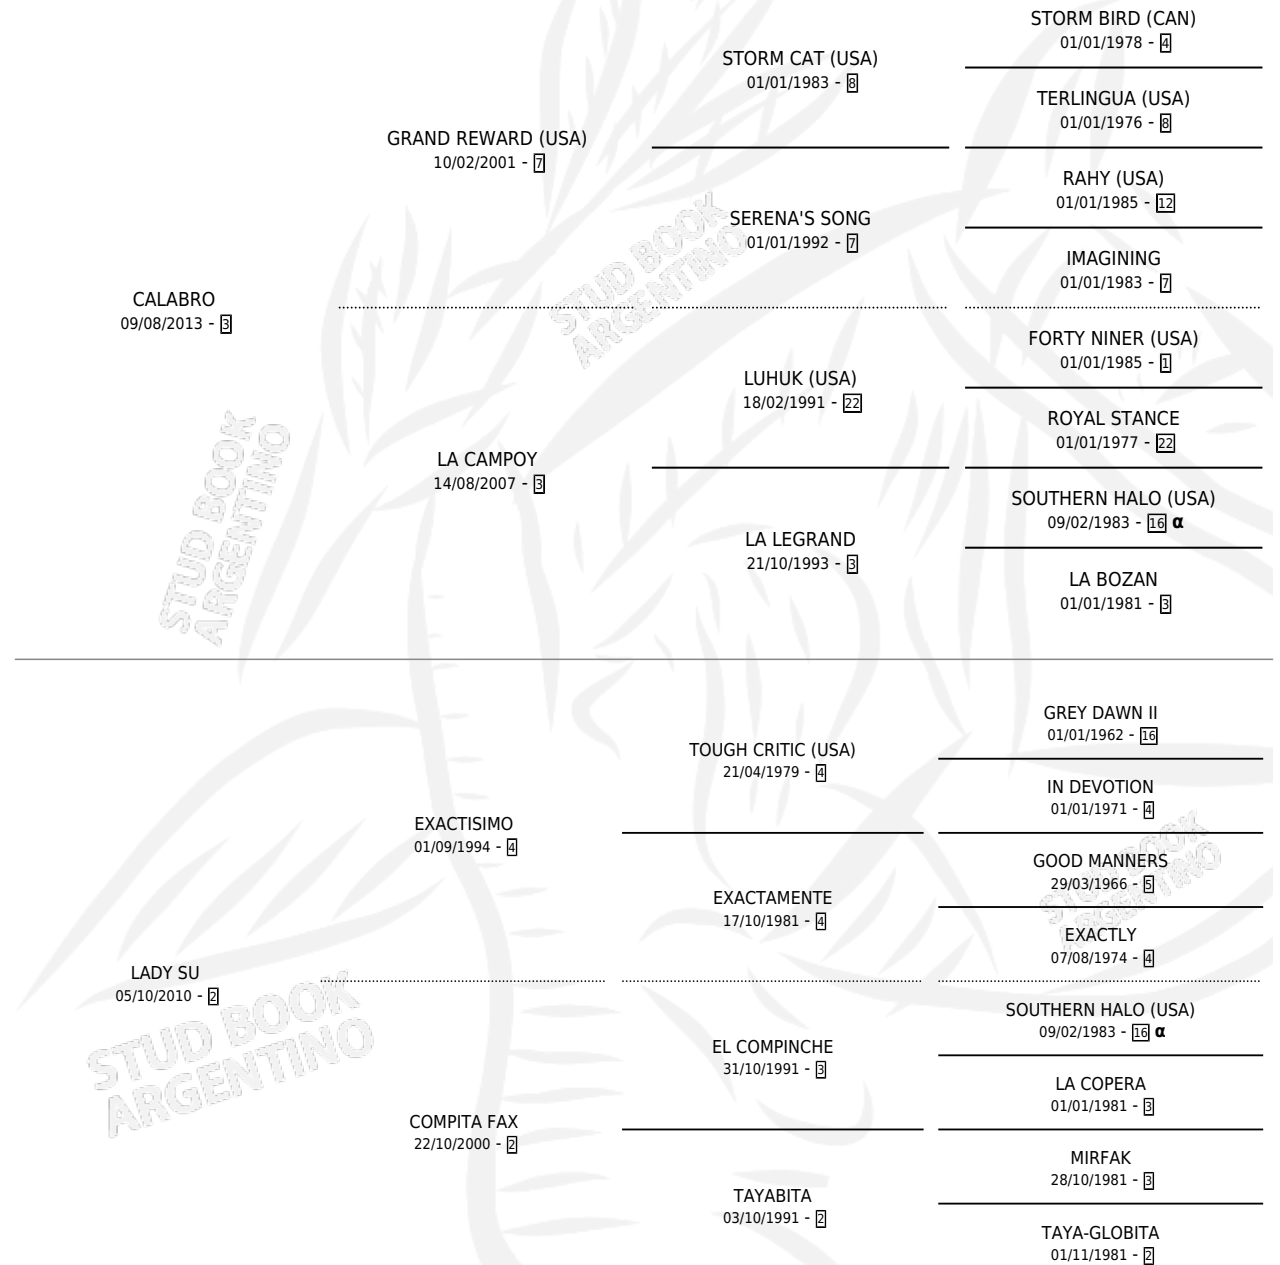 STORM BIRD (CAN)
01/01/1978 - 4
STORM CAT (USA)
01/01/1983 - 8
TERLINGUA (USA)
01/01/1976 - 8
GRAND REWARD (USA)
10/02/2001 - 7
RAHY (USA)
01/01/1985 - 12
SERENA'S SONG
01/01/1992 - 7
IMAGINING
01/01/1983 - 7
CALABRO
09/08/2013 - 3
FORTY NINER (USA)
01/01/1985 - 1
LUHUK (USA)
18/02/1991 - 22
ROYAL STANCE
01/01/1977 - 22
LA CAMPOY
14/08/2007 - 3
SOUTHERN HALO (USA)
09/02/1983 - 16 α
LA LEGRAND
21/10/1993 - 3
LA BOZAN
01/01/1981 - 3
GREY DAWN II
01/01/1962 - 16
TOUGH CRITIC (USA)
21/04/1979 - 4
IN DEVOTION
01/01/1971 - 4
EXACTISIMO
01/09/1994 - 4
GOOD MANNERS
29/03/1966 - 5
EXACTAMENTE
17/10/1981 - 4
EXACTLY
07/08/1974 - 4
LADY SU
05/10/2010 - 2
SOUTHERN HALO (USA)
09/02/1983 - 16 α
EL COMPINCHE
31/10/1991 - 3
LA COPERA
01/01/1981 - 3
COMPITA FAX
22/10/2000 - 2
MIRFAK
28/10/1981 - 3
TAYABITA
03/10/1991 - 2
TAYA-GLOBITA
01/11/1981 - 2
STUD BOOK
ARGENTINO
STUD BOOK
ARGENTINO
STUD BOOK
ARGENTINO
STUD BOOK
ARGENTINO